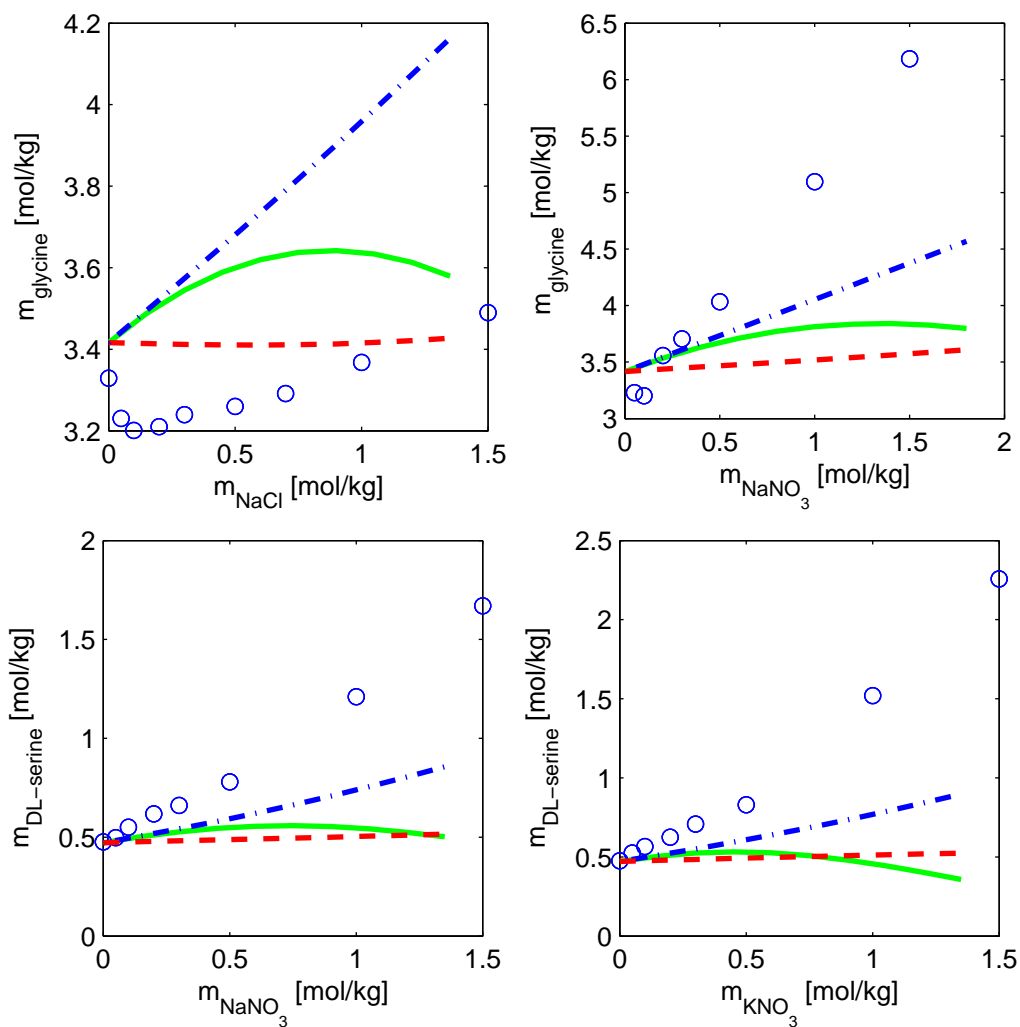 4.2
4
3.8
3.6
3.4
3.2
0 0.5 1 1.5
m_glycine [mol/kg]
m_NaCl [mol/kg]
6.5
6
5.5
5
4.5
4
3.5
3
0 0.5 1 1.5 2
m_glycine [mol/kg]
m_NaNO_3 [mol/kg]
2
1.5
1
0.5
0
0 0.5 1 1.5
m_DL−serine [mol/kg]
m_NaNO_3 [mol/kg]
2.5
2
1.5
1
0.5
0
0 0.5 1 1.5
m_DL−serine [mol/kg]
m_KNO_3 [mol/kg]